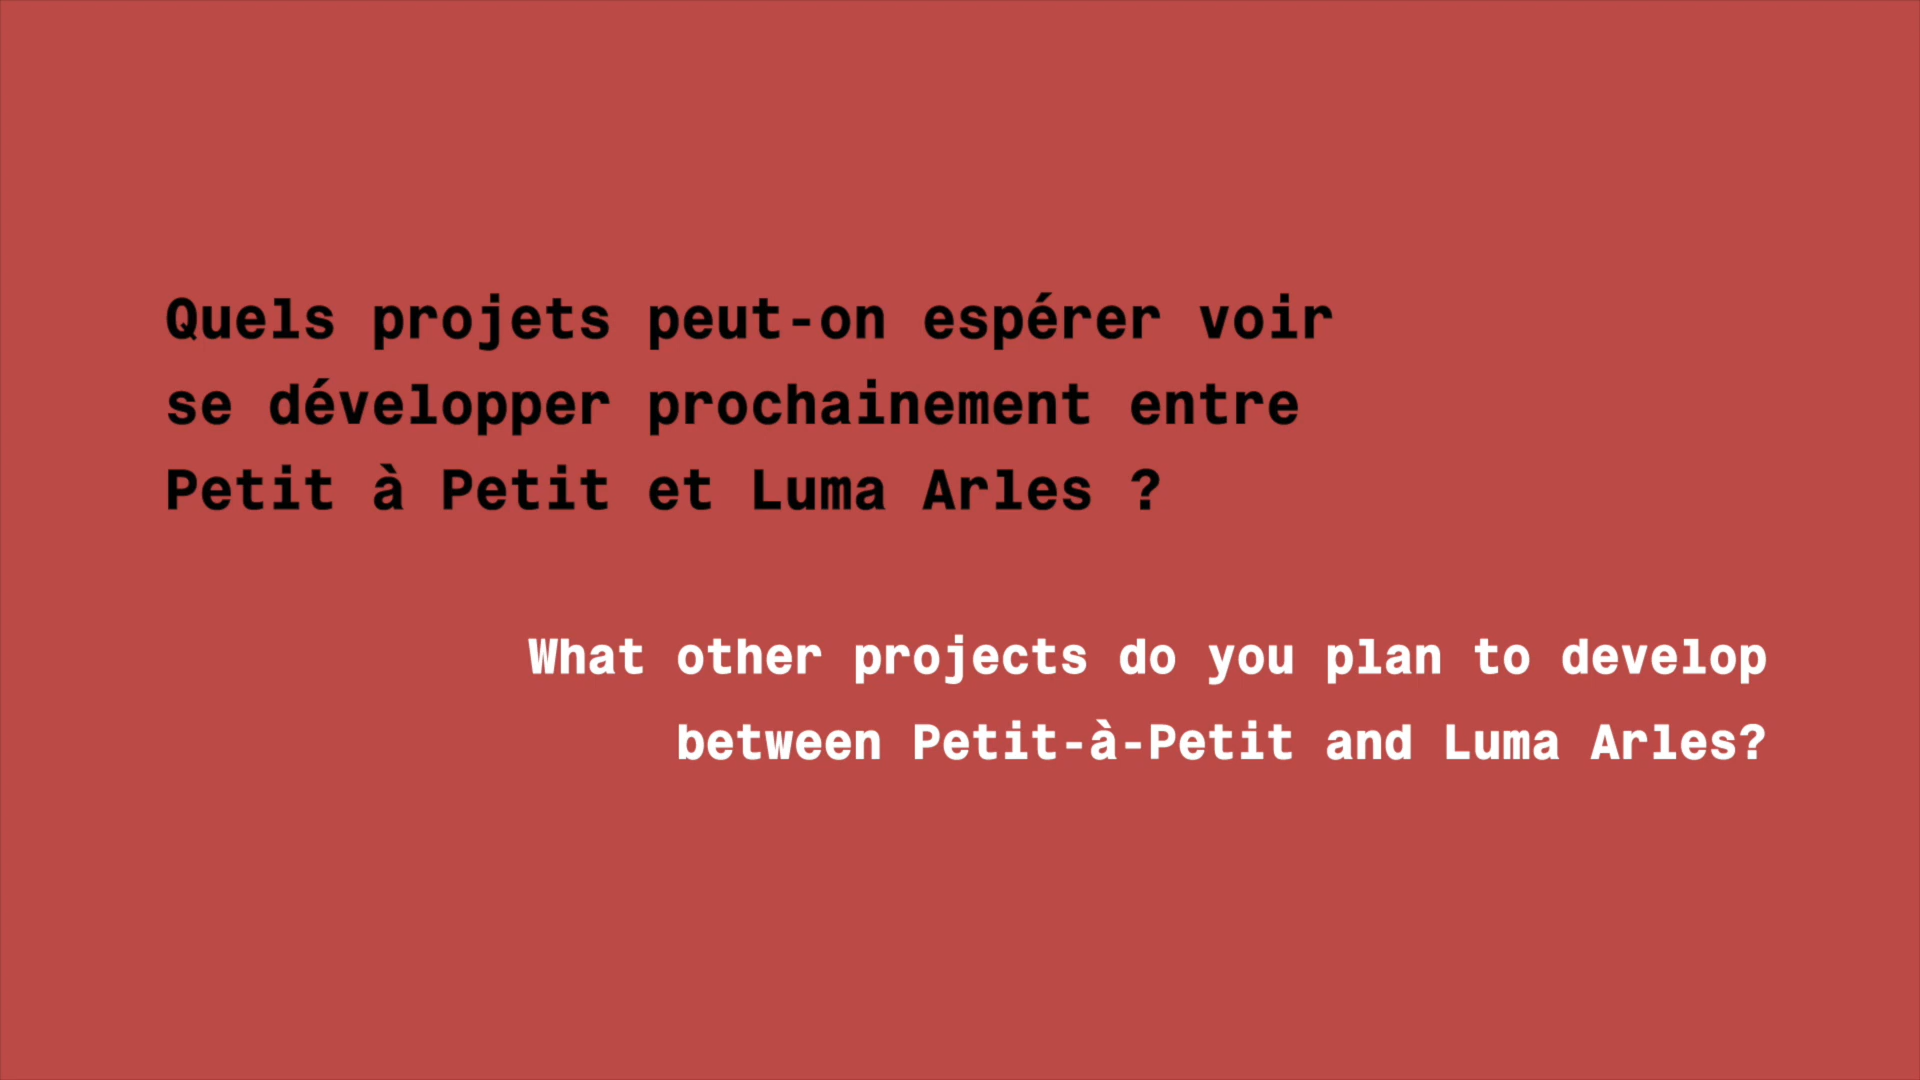 Quels projets peut-on espérer voir
se développer prochainement entre
Petit à Petit et Luma Arles ?
What other projects do you plan to develop
between Petit-à-Petit and Luma Arles?